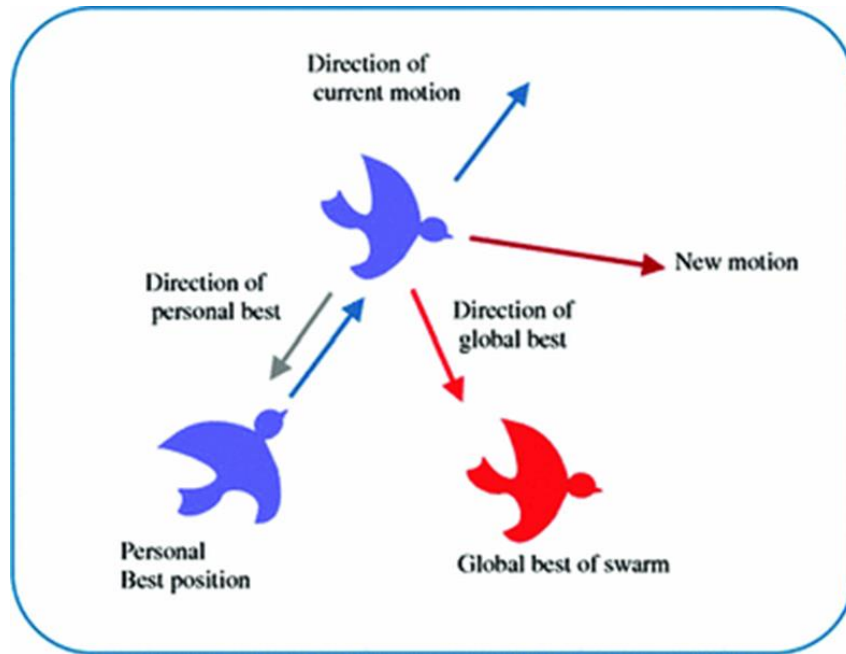 Direction of
current motion
New motion
Direction of
personal best
Direction of
global best
Personal
Best position
Global best of swarm